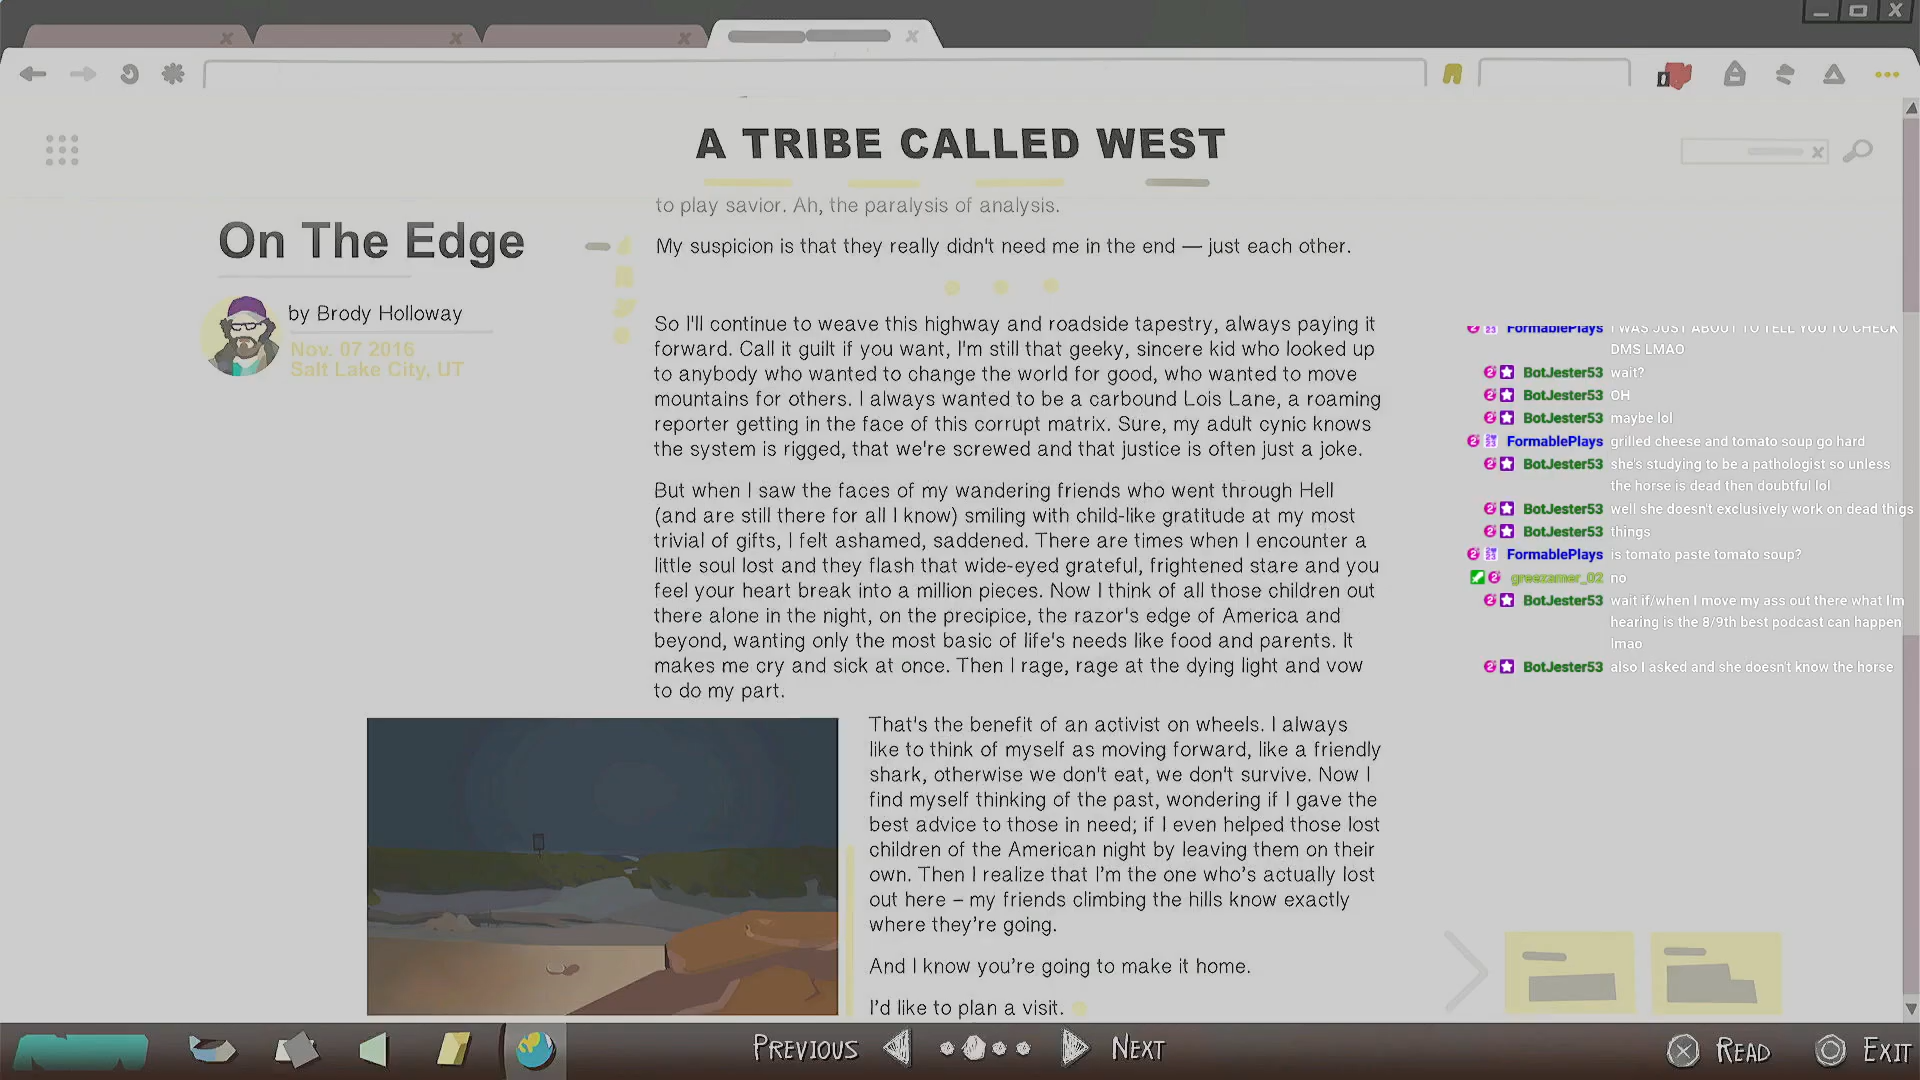 A TRIBE CALLED WEST
On The Edge
by Brody Holloway
Nov. 07 2016
Salt Lake City, UT
to play savior. Ah, the paralysis of analysis.
My suspicion is that they really didn't need me in the end — just each other.
So I'll continue to weave this highway and roadside tapestry, always paying it
forward. Call it guilt if you want, I'm still that geeky, sincere kid who looked up
to anybody who wanted to change the world for good, who wanted to move
mountains for others. I always wanted to be a carbound Lois Lane, a roaming
reporter getting in the face of this corrupt matrix. Sure, my adult cynic knows
the system is rigged, that we're screwed and that justice is often just a joke.
But when I saw the faces of my wandering friends who went through Hell
(and are still there for all I know) smiling with child-like gratitude at my most
trivial of gifts, I felt ashamed, saddened. There are times when I encounter a
little soul lost and they flash that wide-eyed grateful, frightened stare and you
feel your heart break into a million pieces. Now I think of all those children out
there alone in the night, on the precipice, the razor's edge of America and
beyond, wanting only the most basic of life's needs like food and parents. It
makes me cry and sick at once. Then I rage, rage at the dying light and vow
to do my part.
That's the benefit of an activist on wheels. I always
like to think of myself as moving forward, like a friendly
shark, otherwise we don't eat, we don't survive. Now I
find myself thinking of the past, wondering if I gave the
best advice to those in need; if I even helped those lost
children of the American night by leaving them on their
own. Then I realize that I'm the one who's actually lost
out here – my friends climbing the hills know exactly
where they're going.
And I know you're going to make it home.
I'd like to plan a visit.
FormablePlays I WAS JUST ABOUT TO TELL YOU TO CHECK
DMS LMAO
BotJester53 wait?
BotJester53 OH
BotJester53 maybe lol
FormablePlays grilled cheese and tomato soup go hard
BotJester53 she's studying to be a pathologist so unless
the horse is dead then doubtful lol
BotJester53 well she doesn't exclusively work on dead thigs
BotJester53 things
FormablePlays is tomato paste tomato soup?
greezamer_02 no
BotJester53 wait if/when I move my ass out there what I'm
hearing is the 8/9th best podcast can happen
lmao
BotJester53 also I asked and she doesn't know the horse
PREVIOUS
NEXT
READ
EXIT